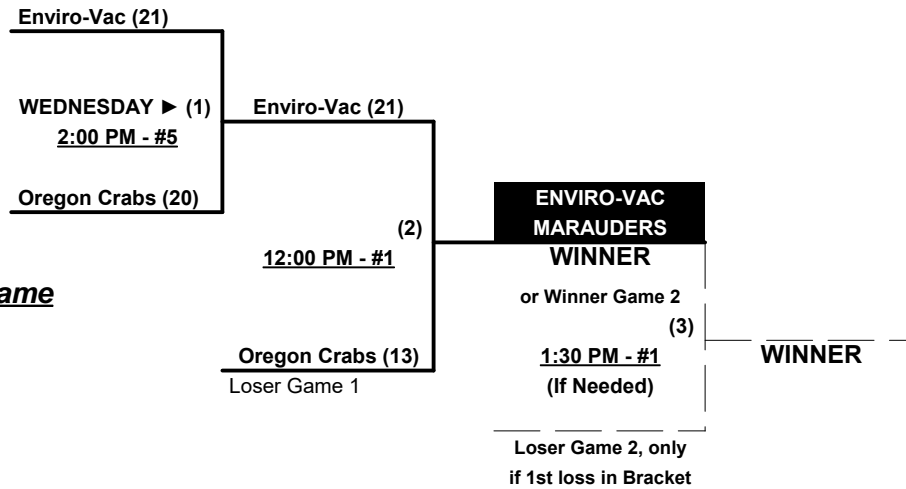 Enviro-Vac (21)
WEDNESDAY ► (1)
2:00 PM - #5
Oregon Crabs (20)
Enviro-Vac (21)
(2)
12:00 PM - #1
ame
Oregon Crabs (13)
Loser Game 1
ENVIRO-VAC
MARAUDERS
WINNER
or Winner Game 2
(3)
1:30 PM - #1
(If Needed)
Loser Game 2, only
if 1st loss in Bracket
WINNER